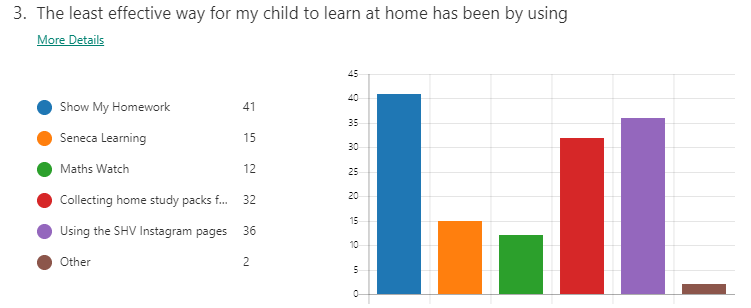 3. The least effective way for my child to learn at home has been by using
More Details
Show My Homework 41
Seneca Learning 15
Maths Watch 12
Collecting home study packs f... 32
Using the SHV Instagram pages 36
Other 2
45
40
35
30
25
20
15
10
5
0